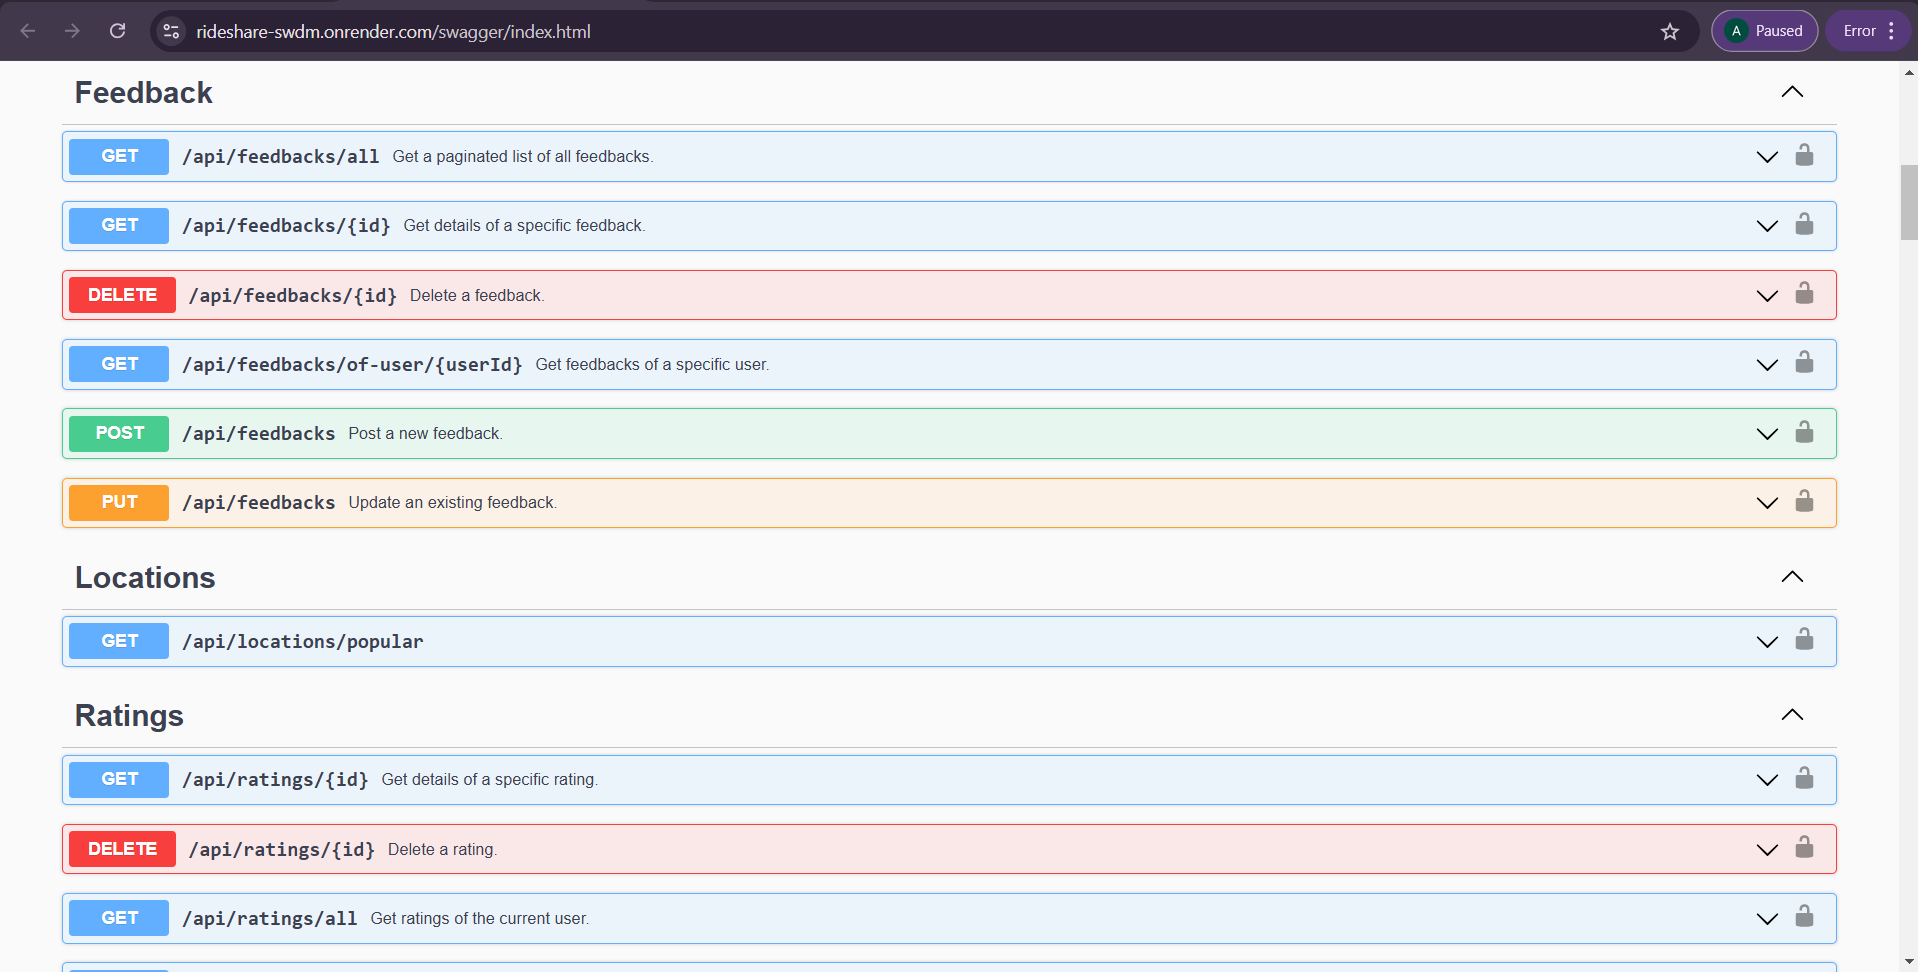 rideshare-swdm.onrender.com/swagger/index.html
A Paused
Error
Feedback
GET /api/feedbacks/all Get a paginated list of all feedbacks.
GET /api/feedbacks/{id} Get details of a specific feedback.
DELETE /api/feedbacks/{id} Delete a feedback.
GET /api/feedbacks/of-user/{userId} Get feedbacks of a specific user.
POST /api/feedbacks Post a new feedback.
PUT /api/feedbacks Update an existing feedback.
Locations
GET /api/locations/popular
Ratings
GET /api/ratings/{id} Get details of a specific rating.
DELETE /api/ratings/{id} Delete a rating.
GET /api/ratings/all Get ratings of the current user.